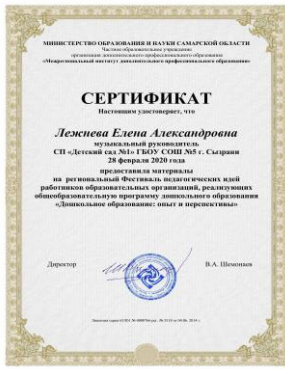 МИНИСТЕРСТВО ОБРАЗОВАНИЯ И НАУКИ САМАРСКОЙ ОБЛАСТИ
Частное образовательное учреждение
организация дополнительного профессионального образования
«Межрегиональный институт дополнительного профессионального образования»
СЕРТИФИКАТ
Настоящим удостоверяет, что
Лежнева Елена Александровна
музыкальный руководитель
СП «Детский сад №1» ГБОУ СОШ №5 г. Сызрани
28 февраля 2020 года
предоставила материалы
на региональный Фестиваль педагогических идей
работников образовательных организаций, реализующих
общеобразовательную программу дошкольного образования
«Дошкольное образование: опыт и перспективы»
Директор
В.А. Шемонаев